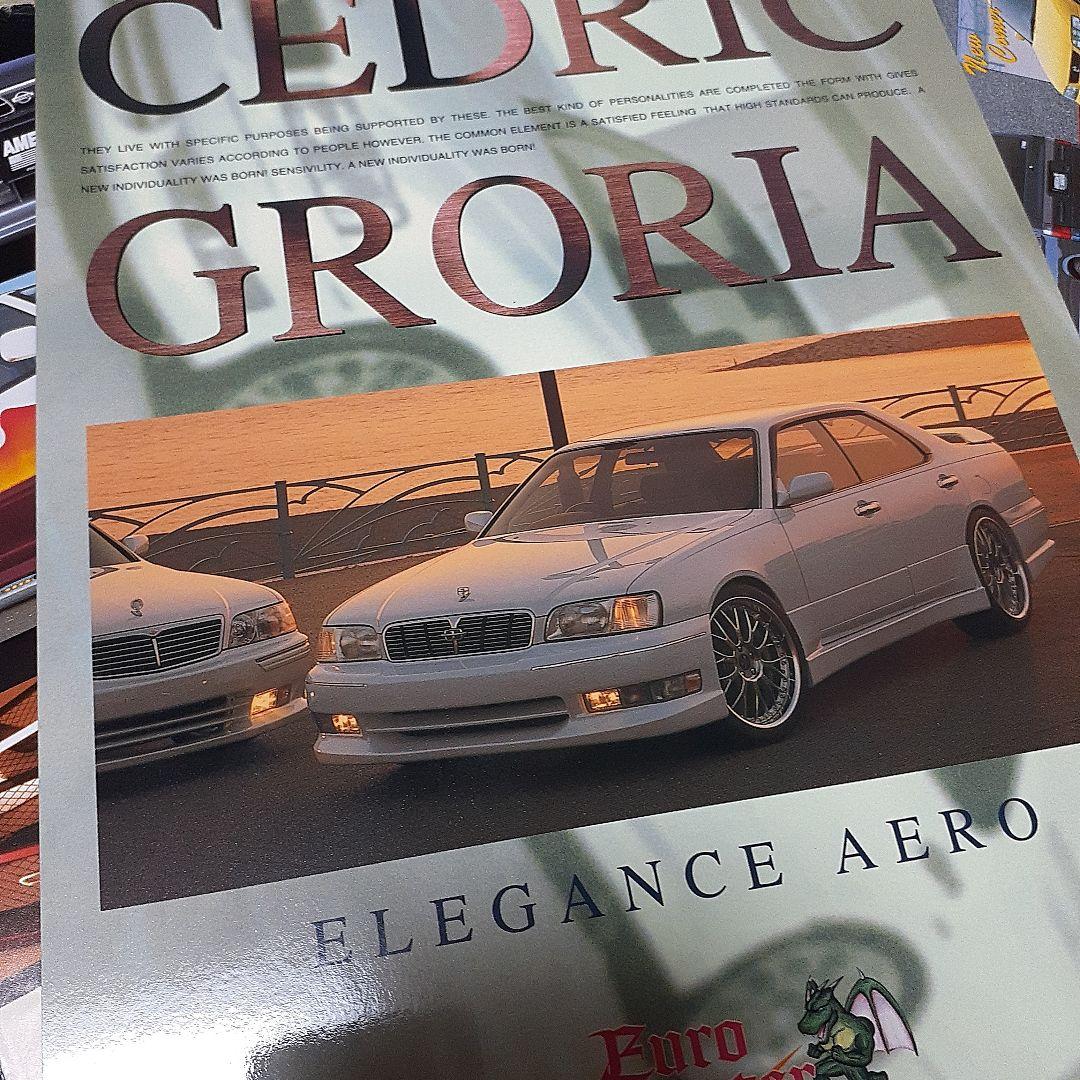 CEDRIC
THEY LIVE WITH SPECIFIC PURPOSES BEING SUPPORTED BY THESE. THE BEST KIND OF PERSONALITIES ARE COMPLETED THE FORM WITH GIVES
SATISFACTION VARIES ACCORDING TO PEOPLE HOWEVER, THE COMMON ELEMENT IS A SATISFIED FEELING THAT HIGH STANDARDS CAN PRODUCE. A
NEW INDIVIDUALITY WAS BORN! SENSIVILITY. A NEW INDIVIDUALITY WAS BORN!
GRORIA
ELEGANCE AERO
Euro
New
AME